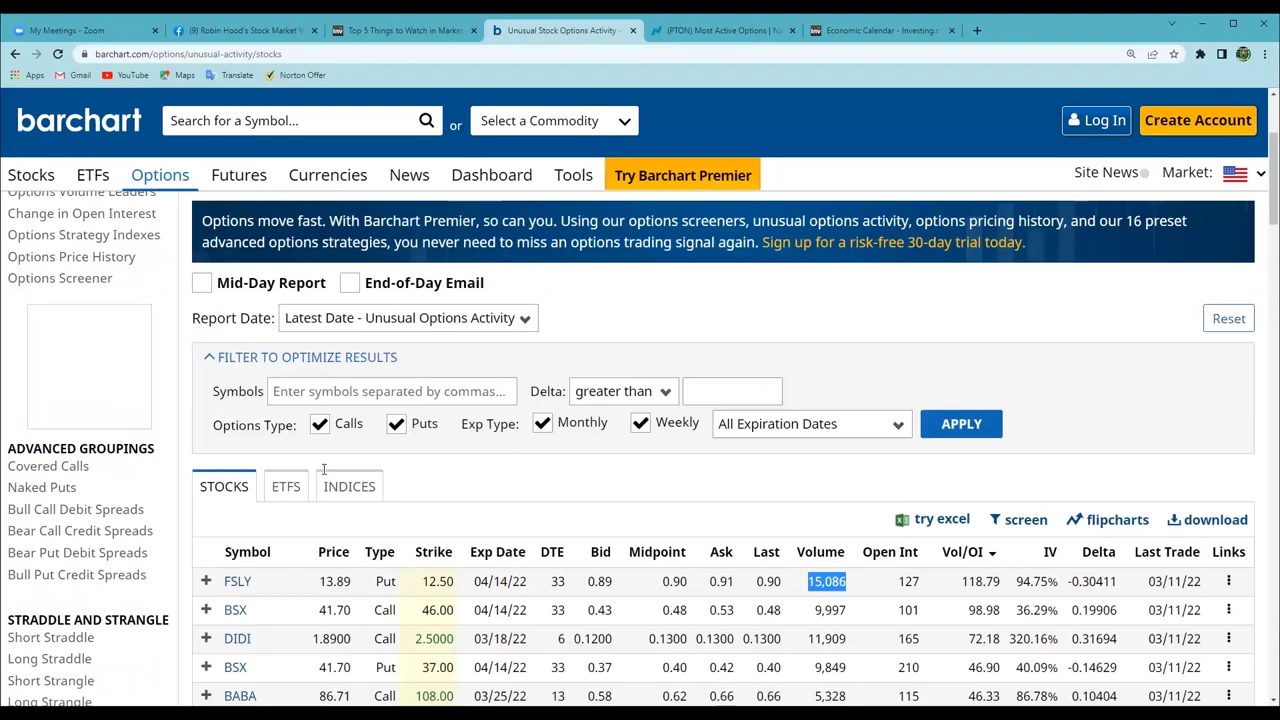 My Meetings - Zoom
(9) Robin Hood's Stock Market
Top 5 Things to Watch in Market
Unusual Stock Options Activity -
(PTON) Most Active Options | Na
Economic Calendar - Investing.c
barchart.com/options/unusual-activity/stocks
Apps Gmail YouTube Maps Translate Norton Offer
barchart Search for a Symbol... or Select a Commodity Log In Create Account
Stocks ETFs Options Futures Currencies News Dashboard Tools Try Barchart Premier Site News Market:
Options Volume Leaders
Change in Open Interest
Options Strategy Indexes
Options Price History
Options Screener
Options move fast. With Barchart Premier, so can you. Using our options screeners, unusual options activity, options pricing history, and our 16 preset
advanced options strategies, you never need to miss an options trading signal again. Sign up for a risk-free 30-day trial today.
Mid-Day Report End-of-Day Email
Report Date: Latest Date - Unusual Options Activity Reset
FILTER TO OPTIMIZE RESULTS
Symbols Enter symbols separated by commas... Delta: greater than
Options Type: Calls Puts Exp Type: Monthly Weekly All Expiration Dates APPLY
ADVANCED GROUPINGS
Covered Calls
Naked Puts
Bull Call Debit Spreads
Bear Call Credit Spreads
Bear Put Debit Spreads
Bull Put Credit Spreads
STRADDLE AND STRANGLE
Short Straddle
Long Straddle
Short Strangle
Long Strangle
STOCKS ETFS INDICES
try excel screen flipcharts download
Symbol Price Type Strike Exp Date DTE Bid Midpoint Ask Last Volume Open Int Vol/OI IV Delta Last Trade Links
FSLY 13.89 Put 12.50 04/14/22 33 0.89 0.90 0.91 0.90 15,086 127 118.79 94.75% -0.30411 03/11/22
BSX 41.70 Call 46.00 04/14/22 33 0.43 0.48 0.53 0.48 9,997 101 98.98 36.29% 0.19906 03/11/22
DIDI 1.8900 Call 2.5000 03/18/22 6 0.1200 0.1300 0.1300 0.1300 11,909 165 72.18 320.16% 0.31694 03/11/22
BSX 41.70 Put 37.00 04/14/22 33 0.37 0.40 0.42 0.40 9,849 210 46.90 40.09% -0.14629 03/11/22
BABA 86.71 Call 108.00 03/25/22 13 0.58 0.62 0.66 0.66 5,328 115 46.33 86.78% 0.10404 03/11/22